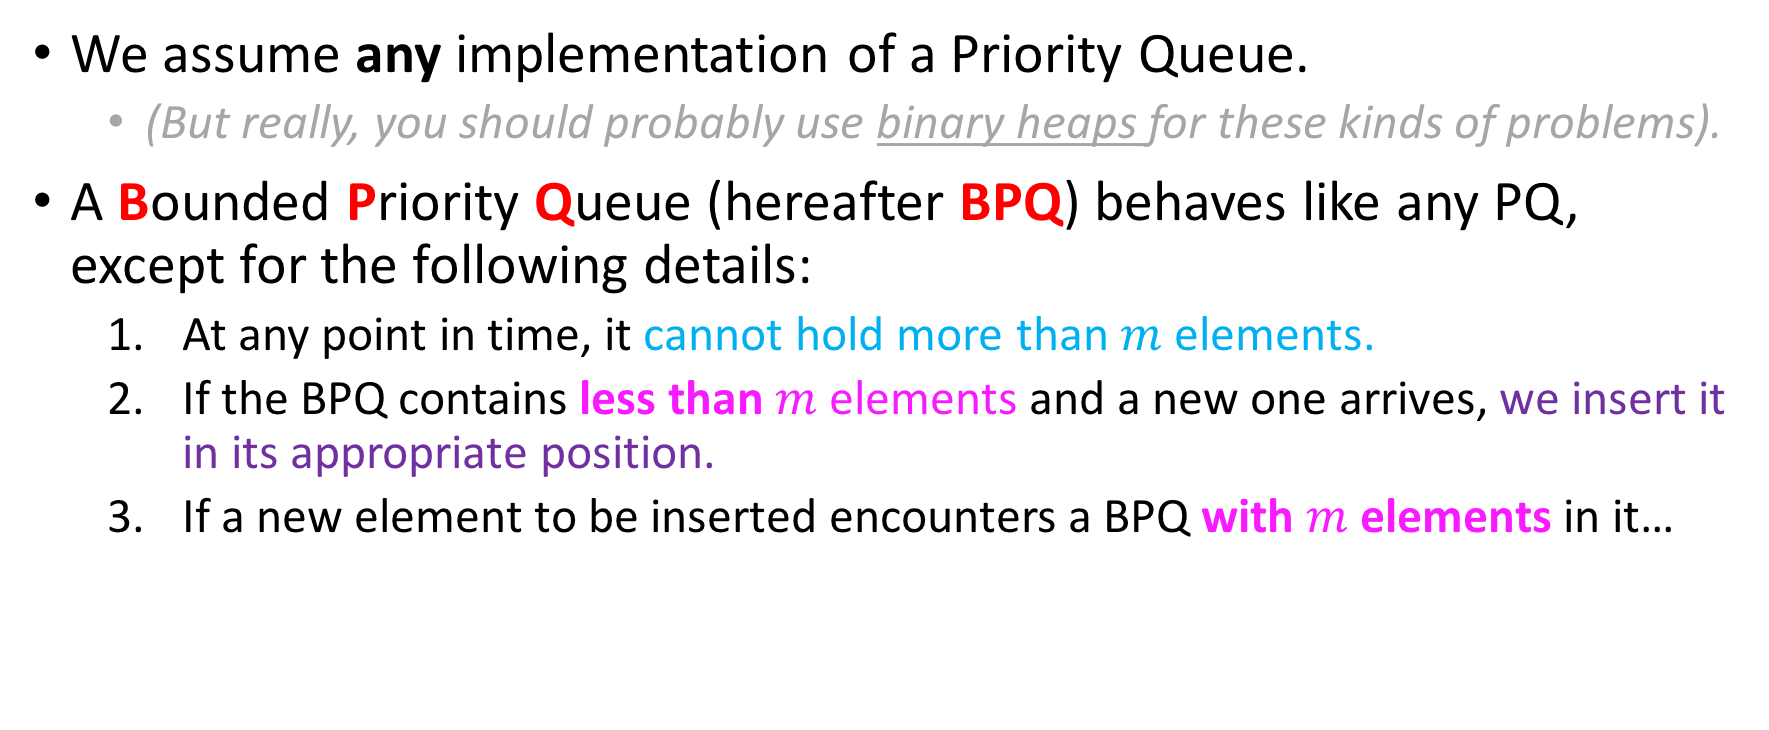 • We assume any implementation of a Priority Queue.
• (But really, you should probably use binary heaps for these kinds of problems).
• A Bounded Priority Queue (hereafter BPQ) behaves like any PQ,
except for the following details:
1. At any point in time, it cannot hold more than m elements.
2. If the BPQ contains less than m elements and a new one arrives, we insert it
in its appropriate position.
3. If a new element to be inserted encounters a BPQ with m elements in it…